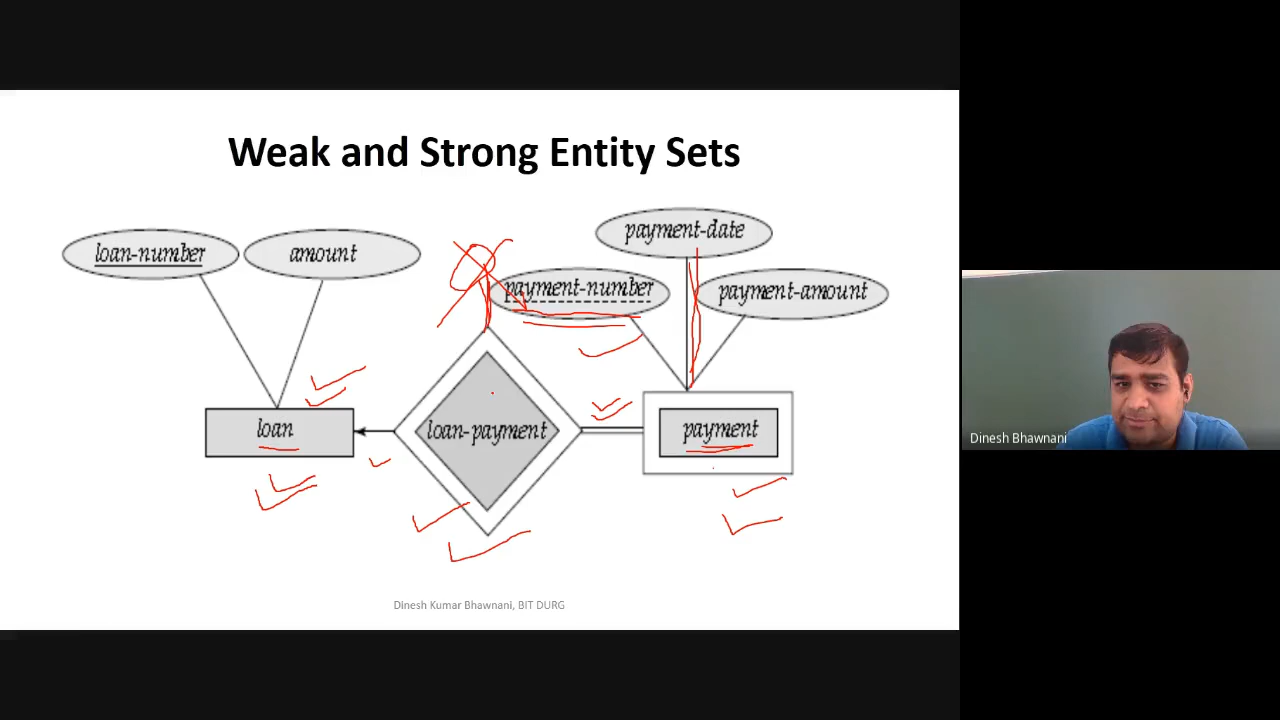 Weak and Strong Entity Sets
payment-date
loan-number
amount
payment-number
payment-amount
loan
loan-payment
payment
Dinesh Bhawnani
Dinesh Kumar Bhawnani, BIT DURG